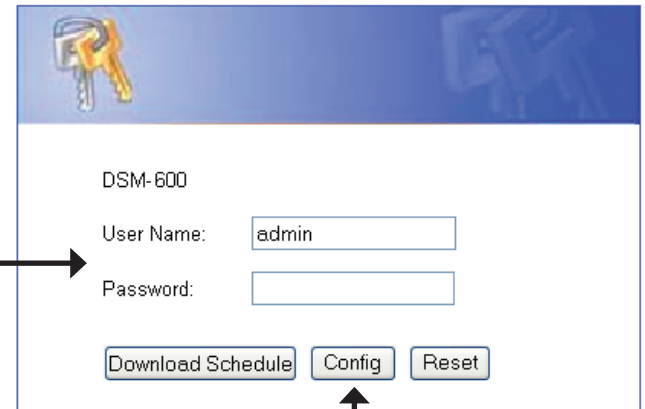 DSM-600
User Name: admin
Password:
Download Schedule Config Reset